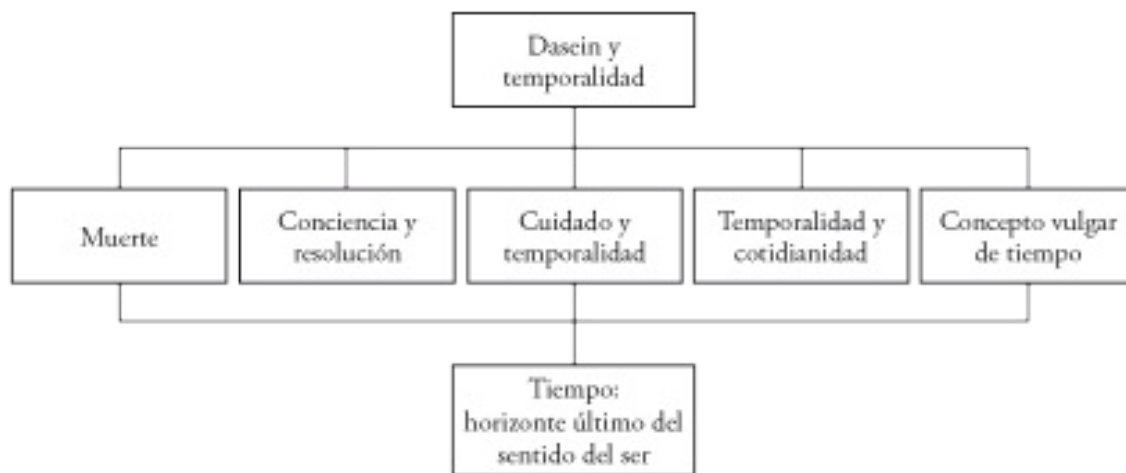 Dasein y
temporalidad
Muerte
Conciencia y
resolución
Cuidado y
temporalidad
Temporalidad y
cotidianidad
Concepto vulgar
de tiempo
Tiempo:
horizonte último del
sentido del ser